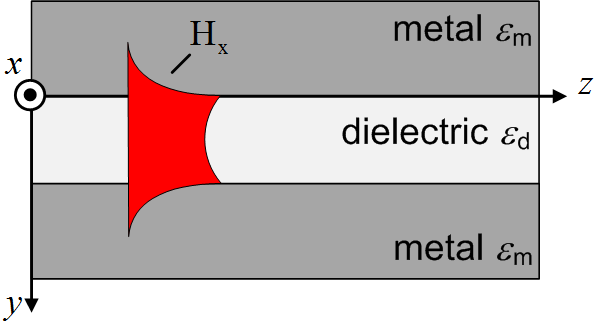 metal εm
Hx
x
z
dielectric εd
metal εm
y